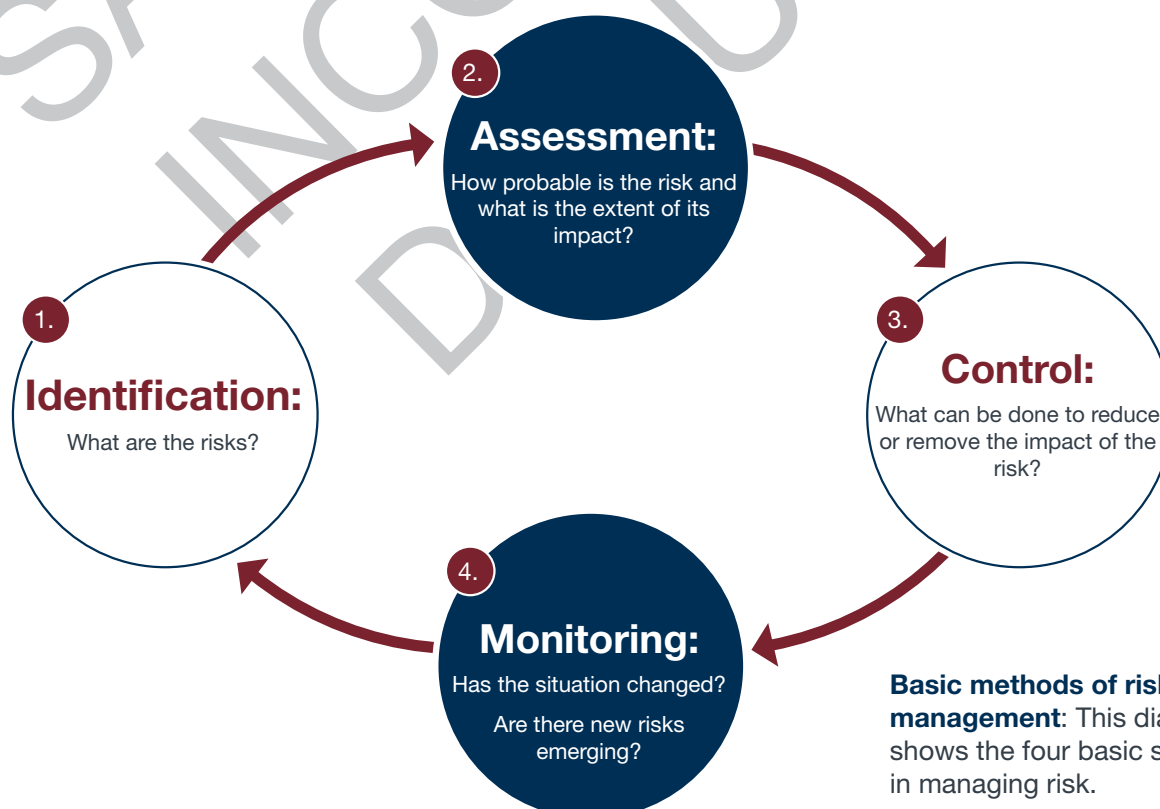 1.
Identification:
What are the risks?
2.
Assessment:
How probable is the risk and
what is the extent of its
impact?
3.
Control:
What can be done to reduce
or remove the impact of the
risk?
4.
Monitoring:
Has the situation changed?
Are there new risks
emerging?
Basic methods of risk
management: This dia
shows the four basic s
in managing risk.